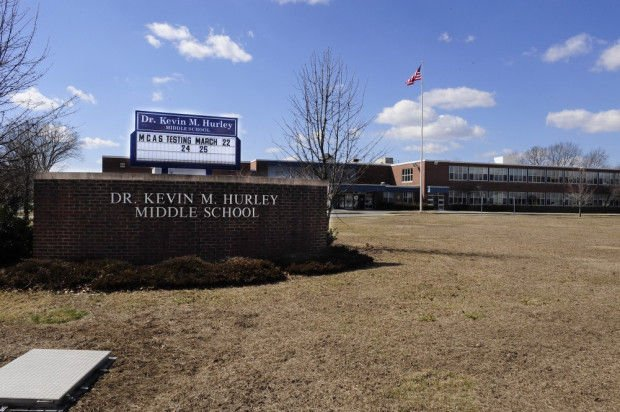 Dr. Kevin M. Hurley
MIDDLE SCHOOL
MCAS TESTING MARCH 22
24 25
DR. KEVIN M. HURLEY
MIDDLE SCHOOL